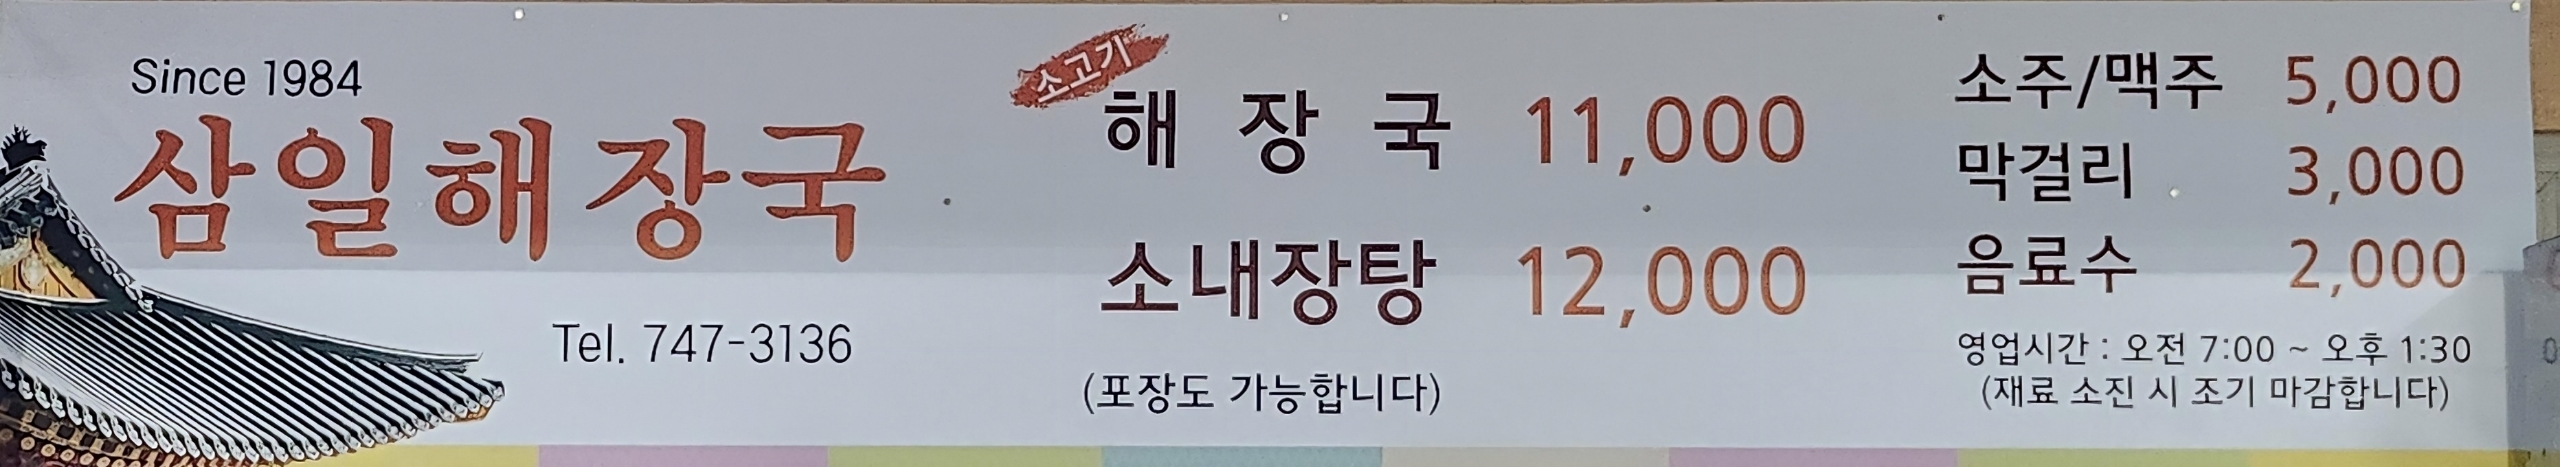 Since 1984
삼일해장국
Tel. 747-3136
소고기
해 장 국 11,000
소내장탕 12,000
(포장도 가능합니다)
소주/맥주 5,000
막걸리 3,000
음료수 2,000
영업시간 : 오전 7:00 ~ 오후 1:30
(재료 소진 시 조기 마감합니다)